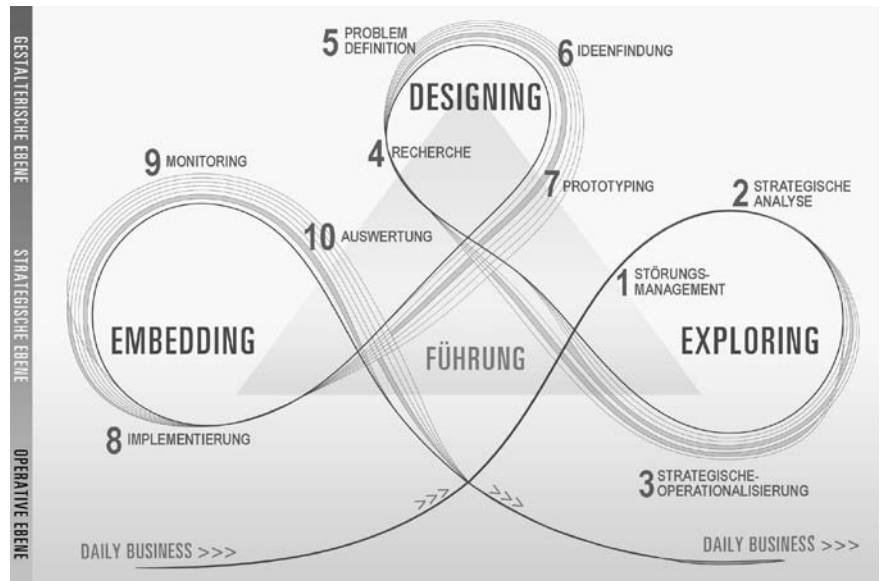 GESTALTERISCHE EBENE
STRATEGISCHE EBENE
OPERATIVE EBENE
5 PROBLEM
DEFINITION
6 IDEENFINDUNG
DESIGNING
4 RECHERCHE
7 PROTOTYPING
9 MONITORING
10 AUSWERTUNG
2 STRATEGISCHE
ANALYSE
1 STÖRUNGS-
MANAGEMENT
EMBEDDING
FÜHRUNG
EXPLORING
8 IMPLEMENTIERUNG
3 STRATEGISCHE-
OPERATIONALISIERUNG
>>>
>>>
DAILY BUSINESS >>>
DAILY BUSINESS >>>